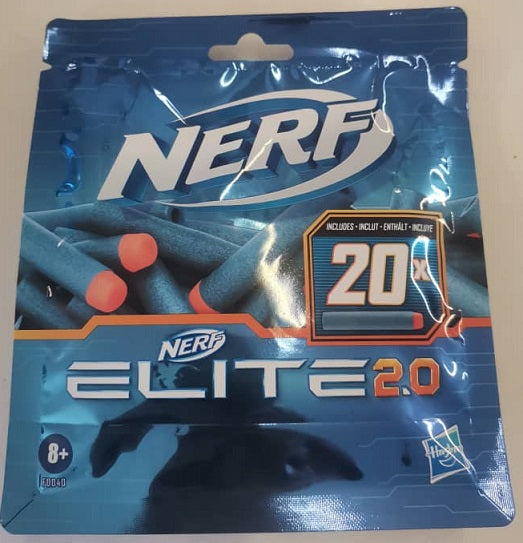 NERF
INCLUDES • INCLUT • ENTHÄLT • INCLUYE
20x
NERF
ELITE 2.0
8+
F0040
Hasbro